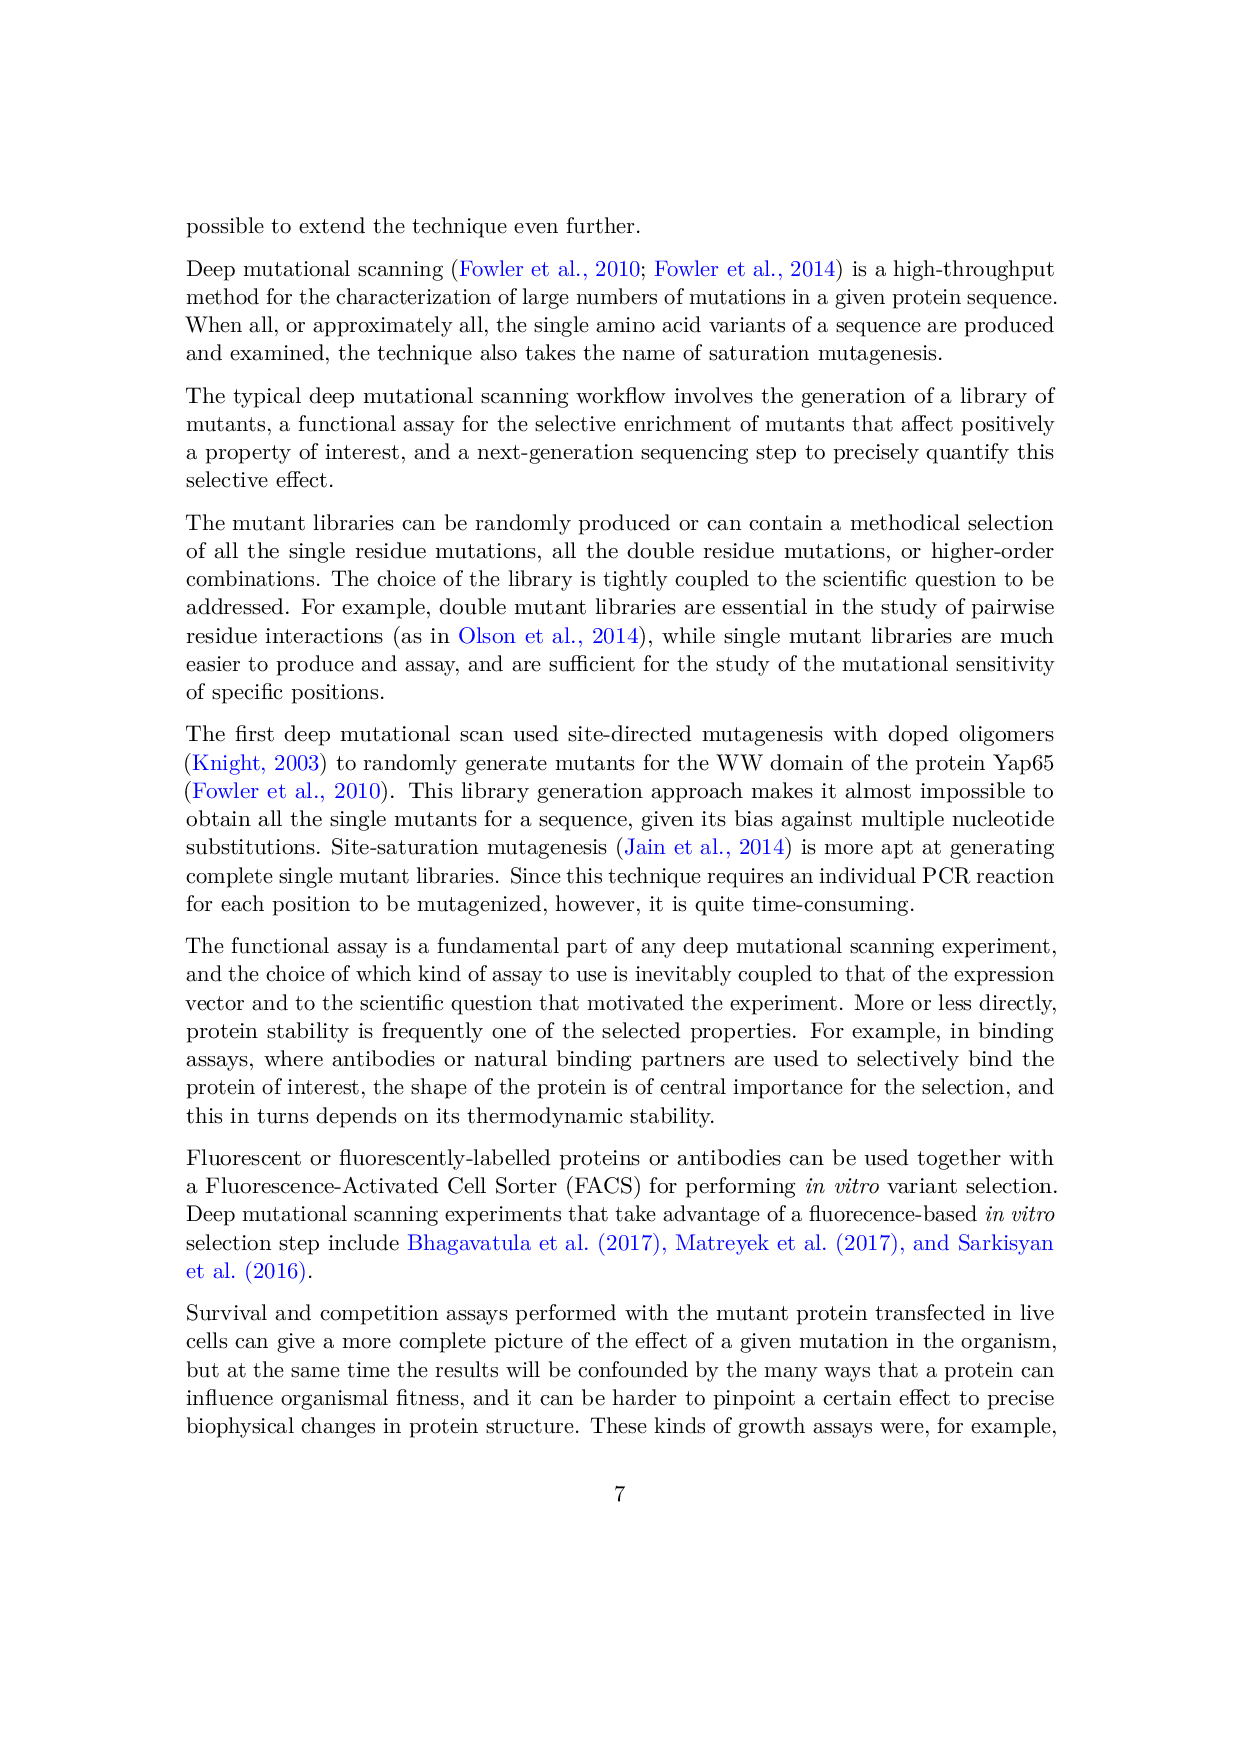 possible to extend the technique even further.
Deep mutational scanning (Fowler et al., 2010; Fowler et al., 2014) is a high-throughput
method for the characterization of large numbers of mutations in a given protein sequence.
When all, or approximately all, the single amino acid variants of a sequence are produced
and examined, the technique also takes the name of saturation mutagenesis.
The typical deep mutational scanning workflow involves the generation of a library of
mutants, a functional assay for the selective enrichment of mutants that affect positively
a property of interest, and a next-generation sequencing step to precisely quantify this
selective effect.
The mutant libraries can be randomly produced or can contain a methodical selection
of all the single residue mutations, all the double residue mutations, or higher-order
combinations. The choice of the library is tightly coupled to the scientific question to be
addressed. For example, double mutant libraries are essential in the study of pairwise
residue interactions (as in Olson et al., 2014), while single mutant libraries are much
easier to produce and assay, and are sufficient for the study of the mutational sensitivity
of specific positions.
The first deep mutational scan used site-directed mutagenesis with doped oligomers
(Knight, 2003) to randomly generate mutants for the WW domain of the protein Yap65
(Fowler et al., 2010). This library generation approach makes it almost impossible to
obtain all the single mutants for a sequence, given its bias against multiple nucleotide
substitutions. Site-saturation mutagenesis (Jain et al., 2014) is more apt at generating
complete single mutant libraries. Since this technique requires an individual PCR reaction
for each position to be mutagenized, however, it is quite time-consuming.
The functional assay is a fundamental part of any deep mutational scanning experiment,
and the choice of which kind of assay to use is inevitably coupled to that of the expression
vector and to the scientific question that motivated the experiment. More or less directly,
protein stability is frequently one of the selected properties. For example, in binding
assays, where antibodies or natural binding partners are used to selectively bind the
protein of interest, the shape of the protein is of central importance for the selection, and
this in turns depends on its thermodynamic stability.
Fluorescent or fluorescently-labelled proteins or antibodies can be used together with
a Fluorescence-Activated Cell Sorter (FACS) for performing in vitro variant selection.
Deep mutational scanning experiments that take advantage of a fluorecence-based in vitro
selection step include Bhagavatula et al. (2017), Matreyek et al. (2017), and Sarkisyan
et al. (2016).
Survival and competition assays performed with the mutant protein transfected in live
cells can give a more complete picture of the effect of a given mutation in the organism,
but at the same time the results will be confounded by the many ways that a protein can
influence organismal fitness, and it can be harder to pinpoint a certain effect to precise
biophysical changes in protein structure. These kinds of growth assays were, for example,
7